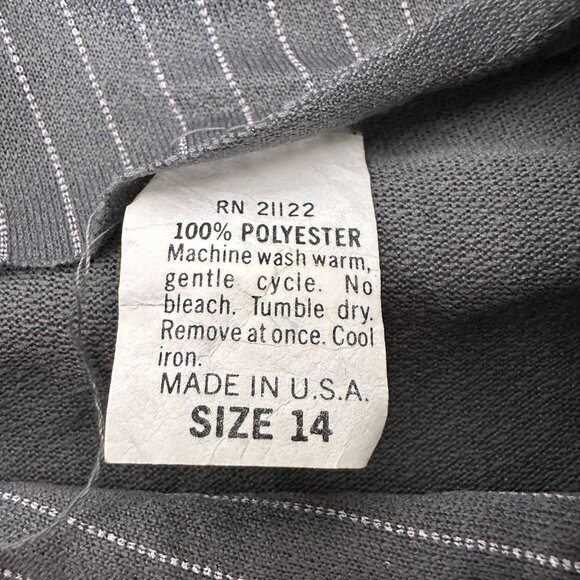 RN 21122
100% POLYESTER
Machine wash warm,
gentle cycle. No
bleach. Tumble dry.
Remove at once. Cool
iron.
MADE IN U.S.A.
SIZE 14